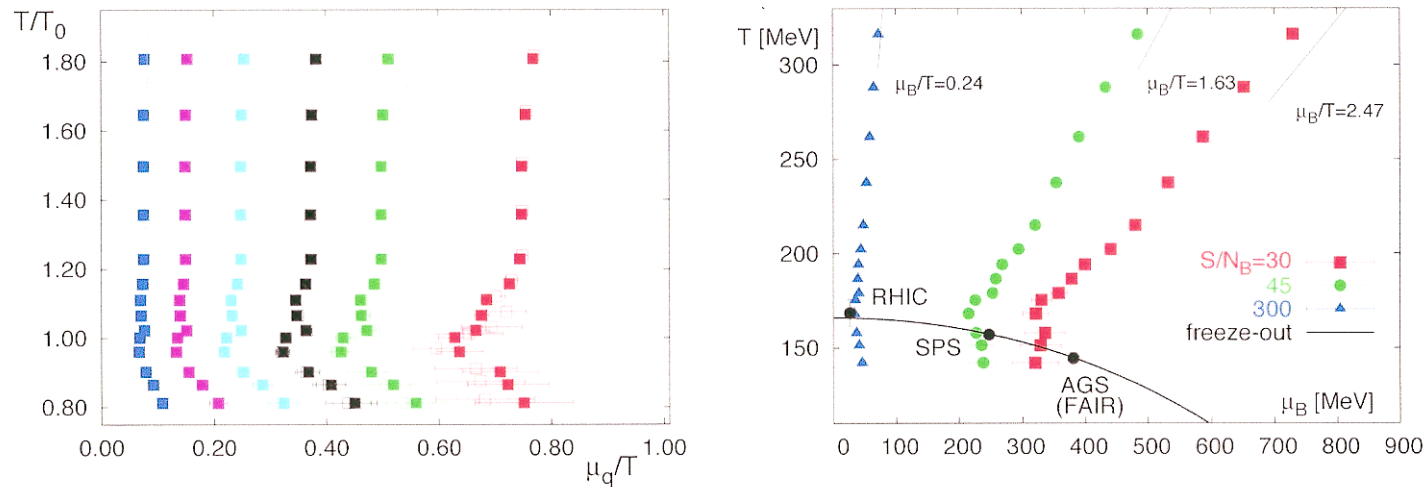 T/T0
1.80
1.60
1.40
1.20
1.00
0.80
0.00
0.20
0.40
0.60
0.80
1.00
μq/T
T [MeV]
300
250
200
150
μB/T=0.24
μB/T=1.63
μB/T=2.47
S/NB=30
45
300
freeze-out
RHIC
SPS
AGS
(FAIR)
μB [MeV]
0
100
200
300
400
500
600
700
800
900